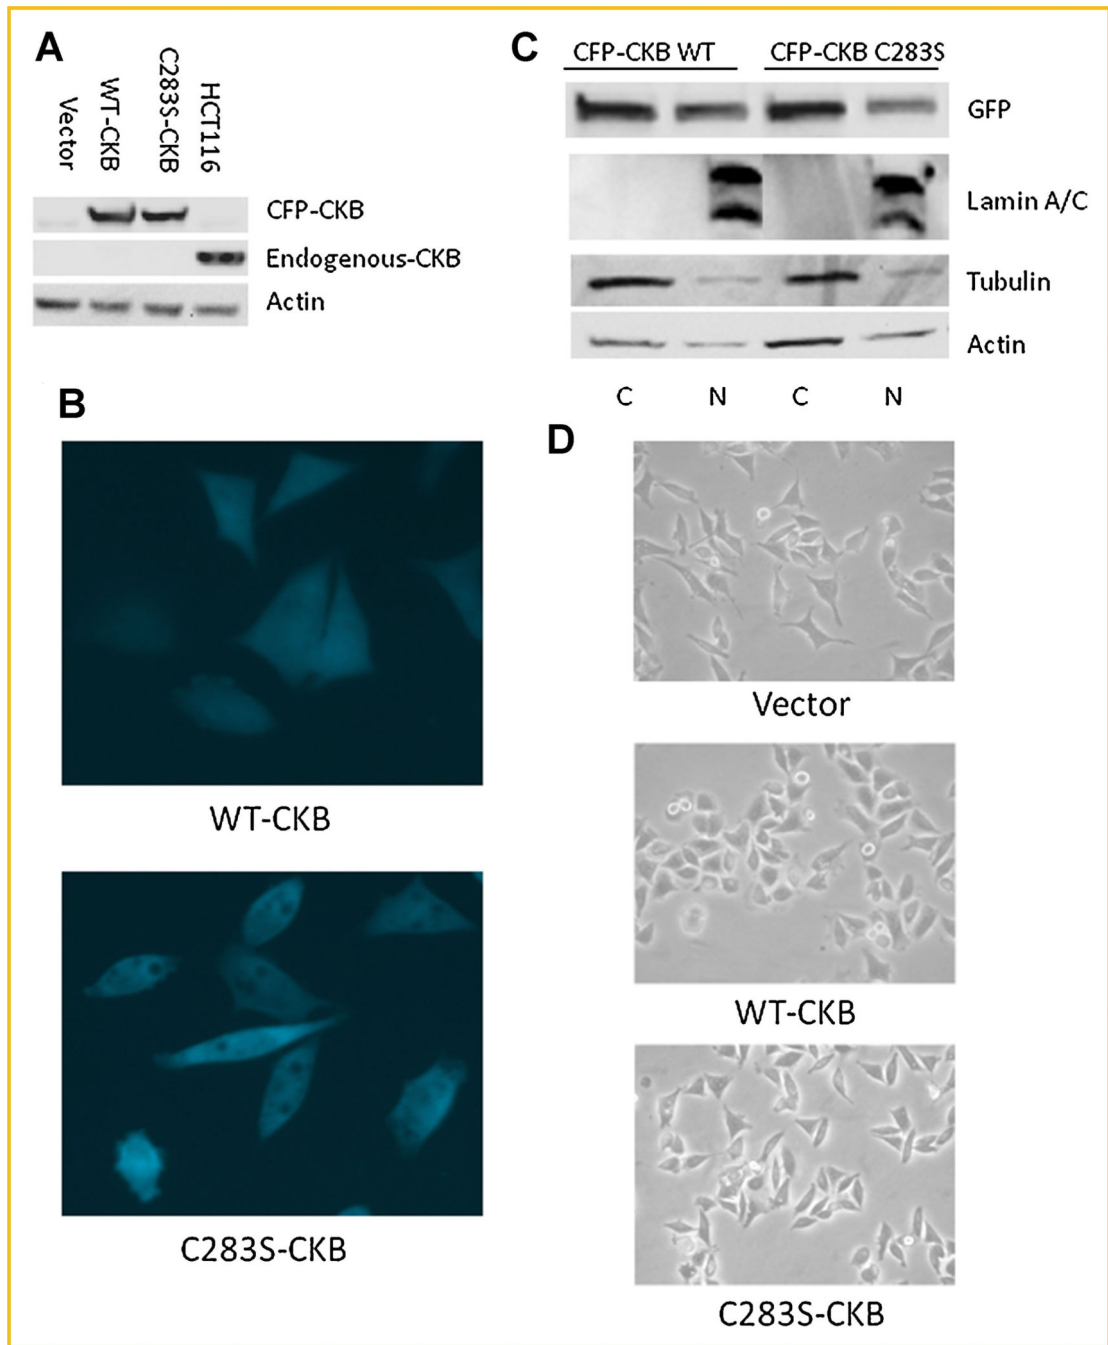 A
Vector
WT-CKB
C283S-CKB
HCT116
CFP-CKB
Endogenous-CKB
Actin
B
WT-CKB
C283S-CKB
C
CFP-CKB WT
CFP-CKB C283S
GFP
Lamin A/C
Tubulin
Actin
C N C N
D
Vector
WT-CKB
C283S-CKB